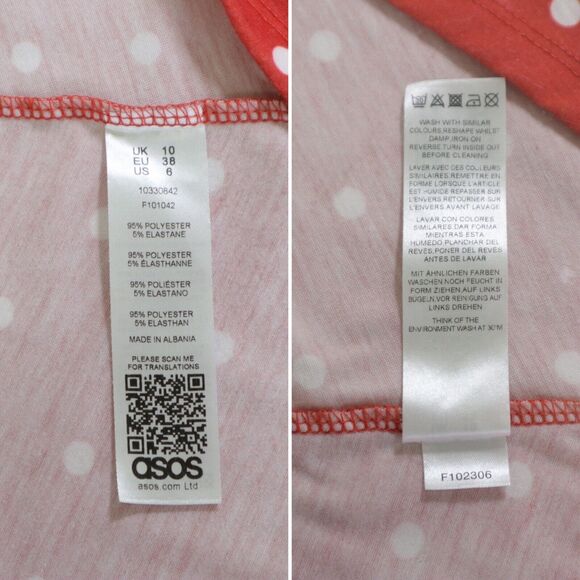 UK 10
EU 38
US 6
10330842
F101042
95% POLYESTER
5% ELASTANE
95% POLYESTER
5% ÉLASTHANNE
95% POLIÉSTER
5% ELASTANO
95% POLYESTER
5% ELASTHAN
MADE IN ALBANIA
PLEASE SCAN ME
FOR TRANSLATIONS
asos
asos.com Ltd
WASH WITH SIMILAR
COLOURS,RESHAPE WHILST
DAMP,IRON ON
REVERSE,TURN INSIDE OUT
BEFORE CLEANING
LAVER AVEC DES COULEURS
SIMILAIRES,REMETTRE EN
FORME LORSQUE L'ARTICLE
EST HUMIDE REPASSER SUR
L'ENVERS RETOURNER SUR
L'ENVERS AVANT LAVAGE
LAVAR CON COLORES
SIMILARES DAR FORMA
MIENTRAS ESTA
HUMEDO,PLANCHAR DEL
REVÉS,PONER DEL REVÉS
ANTES DE LAVAR
MIT ÄHNLICHEN FARBEN
WASCHEN NOCH FEUCHT IN
FORM ZIEHEN,AUF LINKS
BÜGELN,VOR REINIGUNG AUF
LINKS DREHEN
THINK OF THE
ENVIRONMENT WASH AT 30'M
F102306